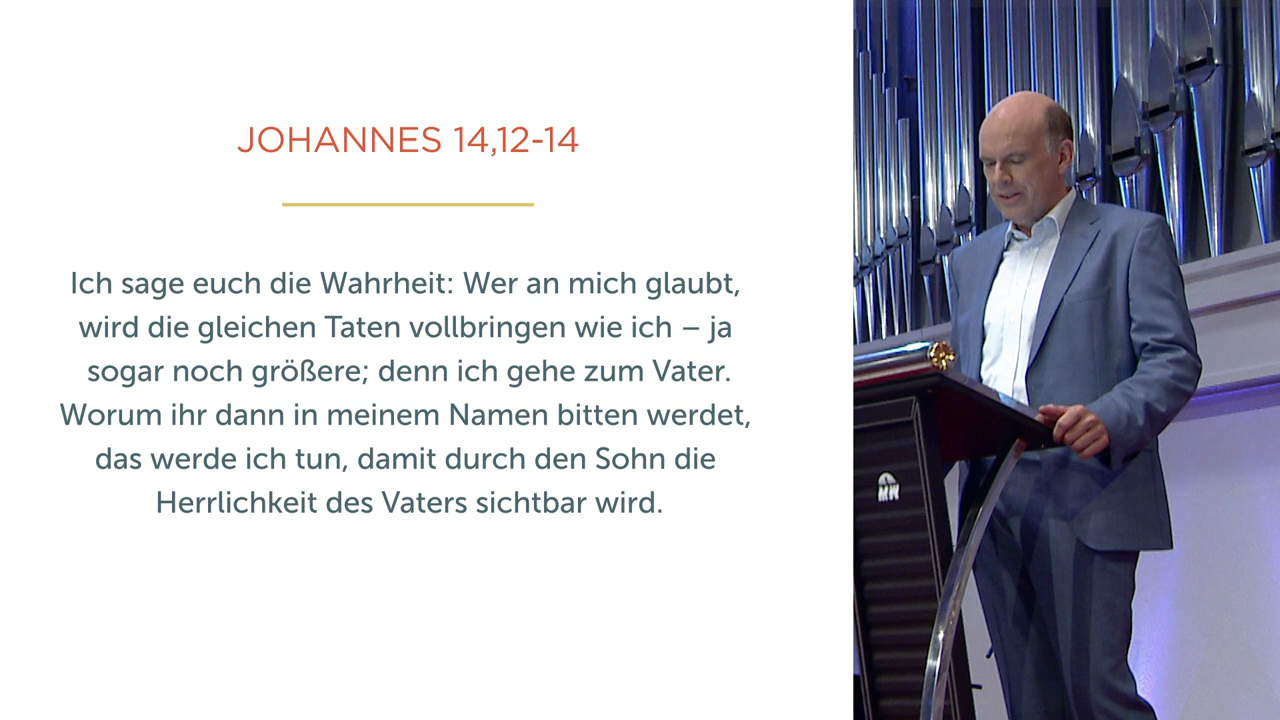 JOHANNES 14,12-14
Ich sage euch die Wahrheit: Wer an mich glaubt,
wird die gleichen Taten vollbringen wie ich – ja
sogar noch größere; denn ich gehe zum Vater.
Worum ihr dann in meinem Namen bitten werdet,
das werde ich tun, damit durch den Sohn die
Herrlichkeit des Vaters sichtbar wird.
MW